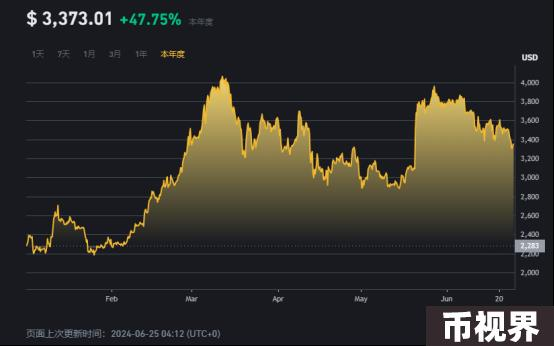 $ 3,373.01 +47.75% 本年度
1天 7天 1月 3月 1年 本年度
USD
4,000
3,800
3,600
3,400
3,200
3,000
2,800
2,600
2,400
2,283
2,200
2,000
Feb Mar Apr May Jun 20
页面上次更新时间：2024-06-25 04:12 (UTC+0)
币视界